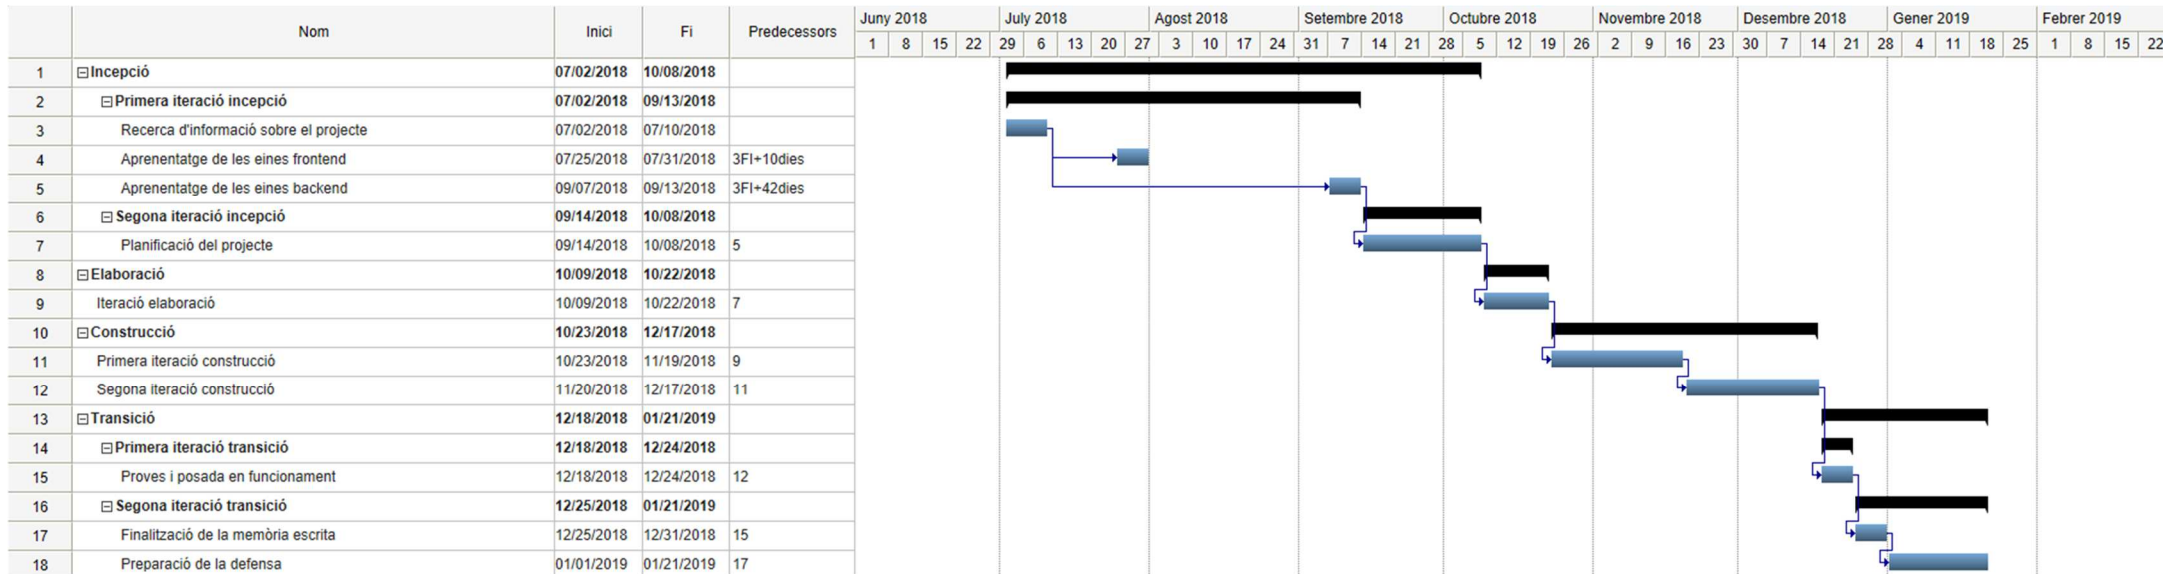 Nom Inici Fi Predecessors Juny 2018 July 2018 Agost 2018 Setembre 2018 Octubre 2018 Novembre 2018 Desembre 2018 Gener 2019 Febrer 2019
1 8 15 22 29 6 13 20 27 3 10 17 24 31 7 14 21 28 5 12 19 26 2 9 16 23 30 7 14 21 28 4 11 18 25 1 8 15 22
1 Incepció 07/02/2018 10/08/2018
2 Primera iteració incepció 07/02/2018 09/13/2018
3 Recerca d'informació sobre el projecte 07/02/2018 07/10/2018
4 Aprenentatge de les eines frontend 07/25/2018 07/31/2018 3FI+10dies
5 Aprenentatge de les eines backend 09/07/2018 09/13/2018 3FI+42dies
6 Segona iteració incepció 09/14/2018 10/08/2018
7 Planificació del projecte 09/14/2018 10/08/2018 5
8 Elaboració 10/09/2018 10/22/2018
9 Iteració elaboració 10/09/2018 10/22/2018 7
10 Construcció 10/23/2018 12/17/2018
11 Primera iteració construcció 10/23/2018 11/19/2018 9
12 Segona iteració construcció 11/20/2018 12/17/2018 11
13 Transició 12/18/2018 01/21/2019
14 Primera iteració transició 12/18/2018 12/24/2018
15 Proves i posada en funcionament 12/18/2018 12/24/2018 12
16 Segona iteració transició 12/25/2018 01/21/2019
17 Finalització de la memòria escrita 12/25/2018 12/31/2018 15
18 Preparació de la defensa 01/01/2019 01/21/2019 17